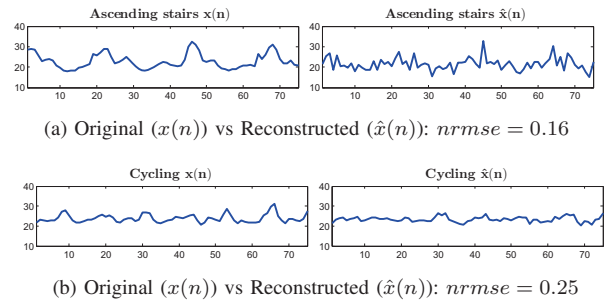 Ascending stairs x(n)
Ascending stairs x̂(n)
40
30
20
10
10 20 30 40 50 60 70
40
30
20
10
10 20 30 40 50 60 70
(a) Original (x(n)) vs Reconstructed (x̂(n)): nrmse = 0.16
Cycling x(n)
Cycling x̂(n)
40
30
20
10
10 20 30 40 50 60 70
40
30
20
10
10 20 30 40 50 60 70
(b) Original (x(n)) vs Reconstructed (x̂(n)): nrmse = 0.25